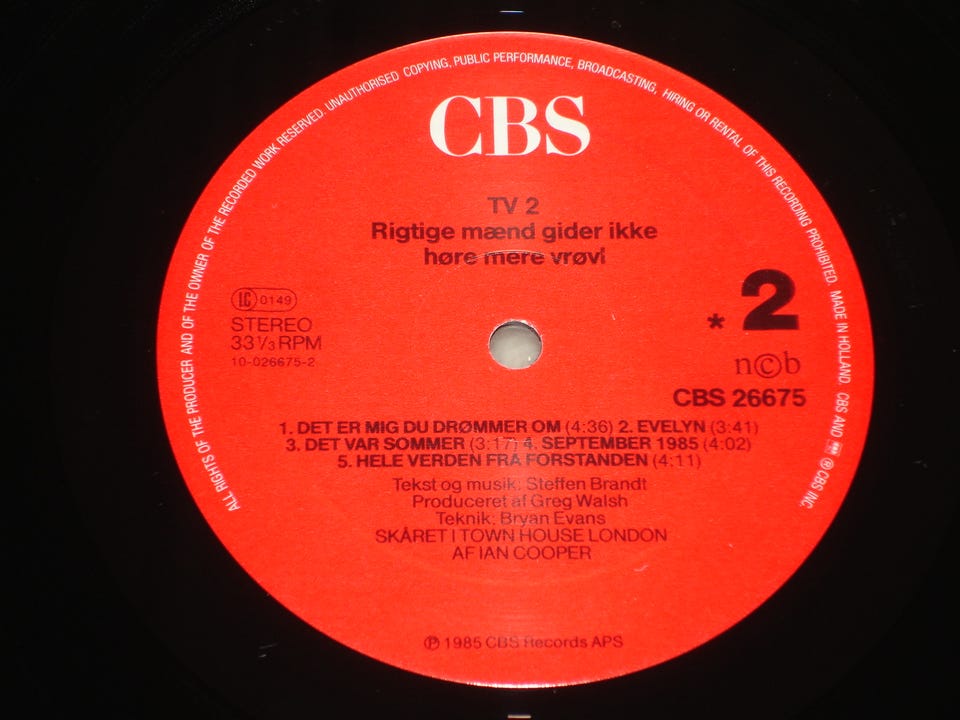 ALL RIGHTS OF THE PRODUCER AND OF THE OWNER OF THE RECORDED WORK RESERVED. UNAUTHORISED COPYING, PUBLIC PERFORMANCE, BROADCASTING, HIRING OR RENTAL OF THIS RECORDING PROHIBITED. MADE IN HOLLAND. CBS AND ℗ CBS INC.
CBS
TV 2
Rigtige mænd gider ikke
høre mere vrøvl
LC 0149
STEREO
33⅓ RPM
10-026675-2
* 2
n©b
CBS 26675
1. DET ER MIG DU DRØMMER OM (4:36) 2. EVELYN (3:41)
3. DET VAR SOMMER (3:17) 4. SEPTEMBER 1985 (4:02)
5. HELE VERDEN FRA FORSTANDEN (4:11)
Tekst og musik: Steffen Brandt
Produceret af Greg Walsh
Teknik: Bryan Evans
SKÅRET I TOWN HOUSE LONDON
AF IAN COOPER
℗ 1985 CBS Records APS